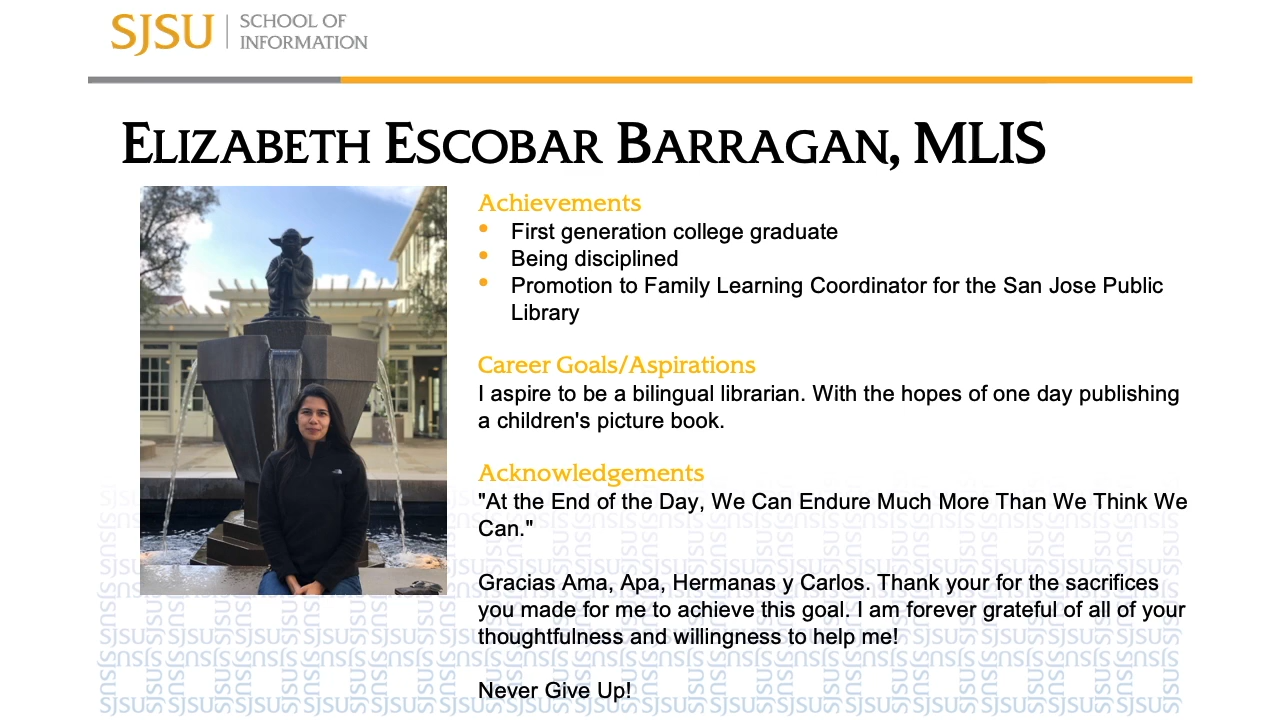 SJSU SCHOOL OF
INFORMATION
ELIZABETH ESCOBAR BARRAGAN, MLIS
Achievements
• First generation college graduate
• Being disciplined
• Promotion to Family Learning Coordinator for the San Jose Public
Library
Career Goals/Aspirations
I aspire to be a bilingual librarian. With the hopes of one day publishing
a children's picture book.
Acknowledgements
"At the End of the Day, We Can Endure Much More Than We Think We
Can."
Gracias Ama, Apa, Hermanas y Carlos. Thank your for the sacrifices
you made for me to achieve this goal. I am forever grateful of all of your
thoughtfulness and willingness to help me!
Never Give Up!